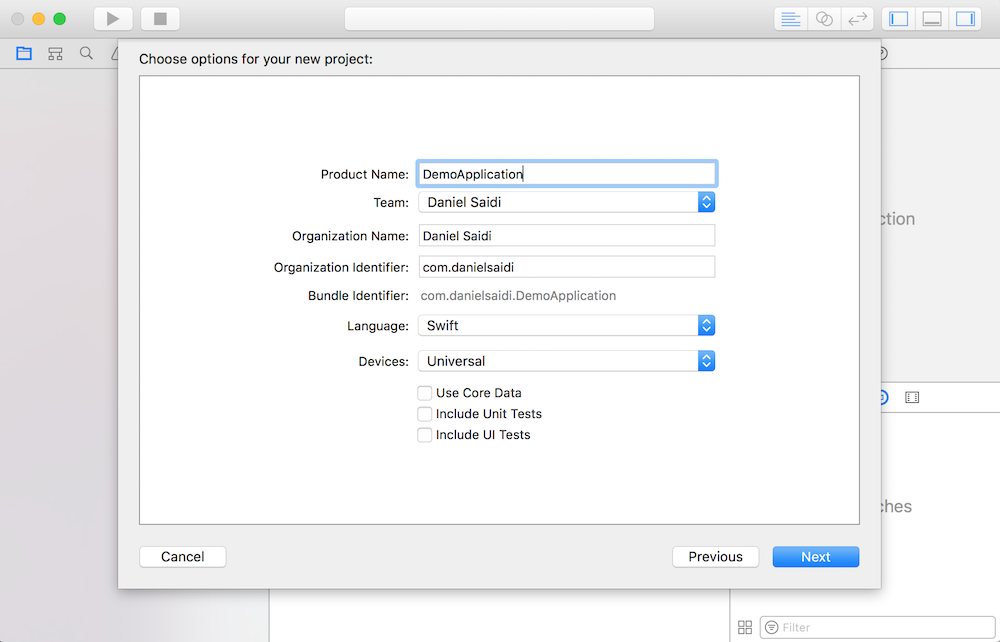 Choose options for your new project:
Product Name: DemoApplication
Team: Daniel Saidi
Organization Name: Daniel Saidi
Organization Identifier: com.danielsaidi
Bundle Identifier: com.danielsaidi.DemoApplication
Language: Swift
Devices: Universal
Use Core Data
Include Unit Tests
Include UI Tests
Cancel Previous Next
ction
ches
Filter